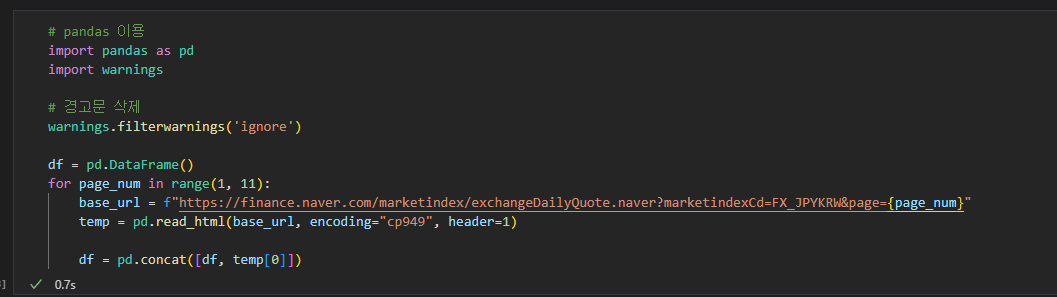 # pandas 이용
import pandas as pd
import warnings
# 경고문 삭제
warnings.filterwarnings('ignore')
df = pd.DataFrame()
for page_num in range(1, 11):
    base_url = f"https://finance.naver.com/marketindex/exchangeDailyQuote.naver?marketindexCd=FX_JPYKRW&page={page_num}"
    temp = pd.read_html(base_url, encoding="cp949", header=1)
    df = pd.concat([df, temp[0]])
✓ 0.7s